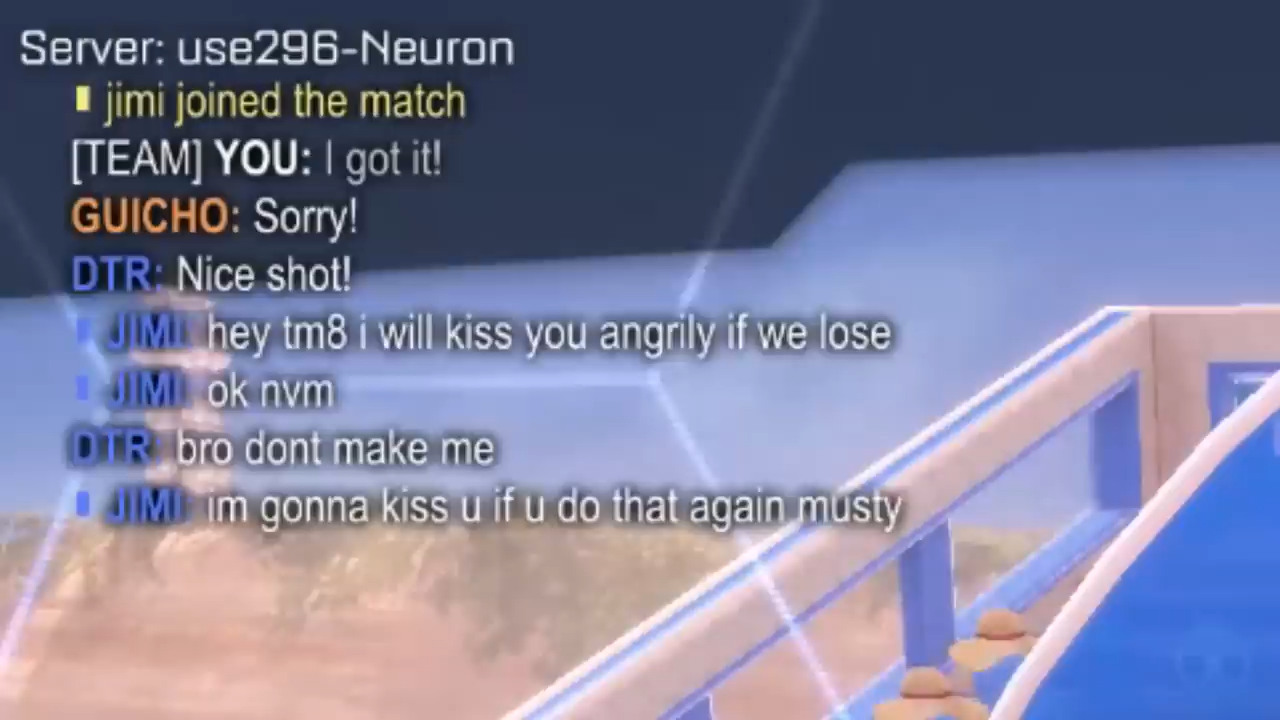 Server: use296-Neuron
jimi joined the match
[TEAM] YOU: I got it!
GUICHO: Sorry!
DTR: Nice shot!
JIMI: hey tm8 i will kiss you angrily if we lose
JIMI: ok nvm
DTR: bro dont make me
JIMI: im gonna kiss u if u do that again musty